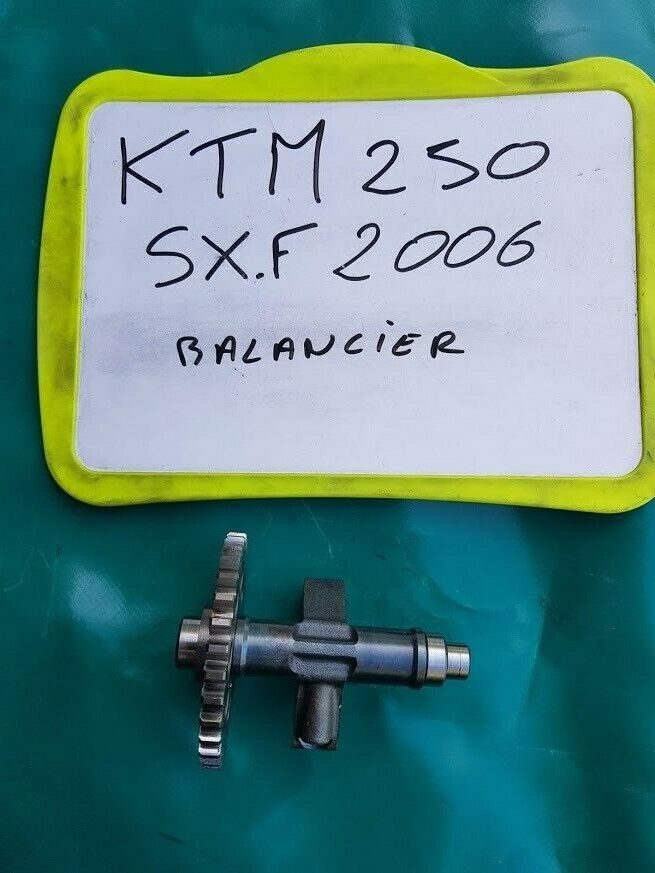 KTM 250
SX.F 2006
BALANCiER